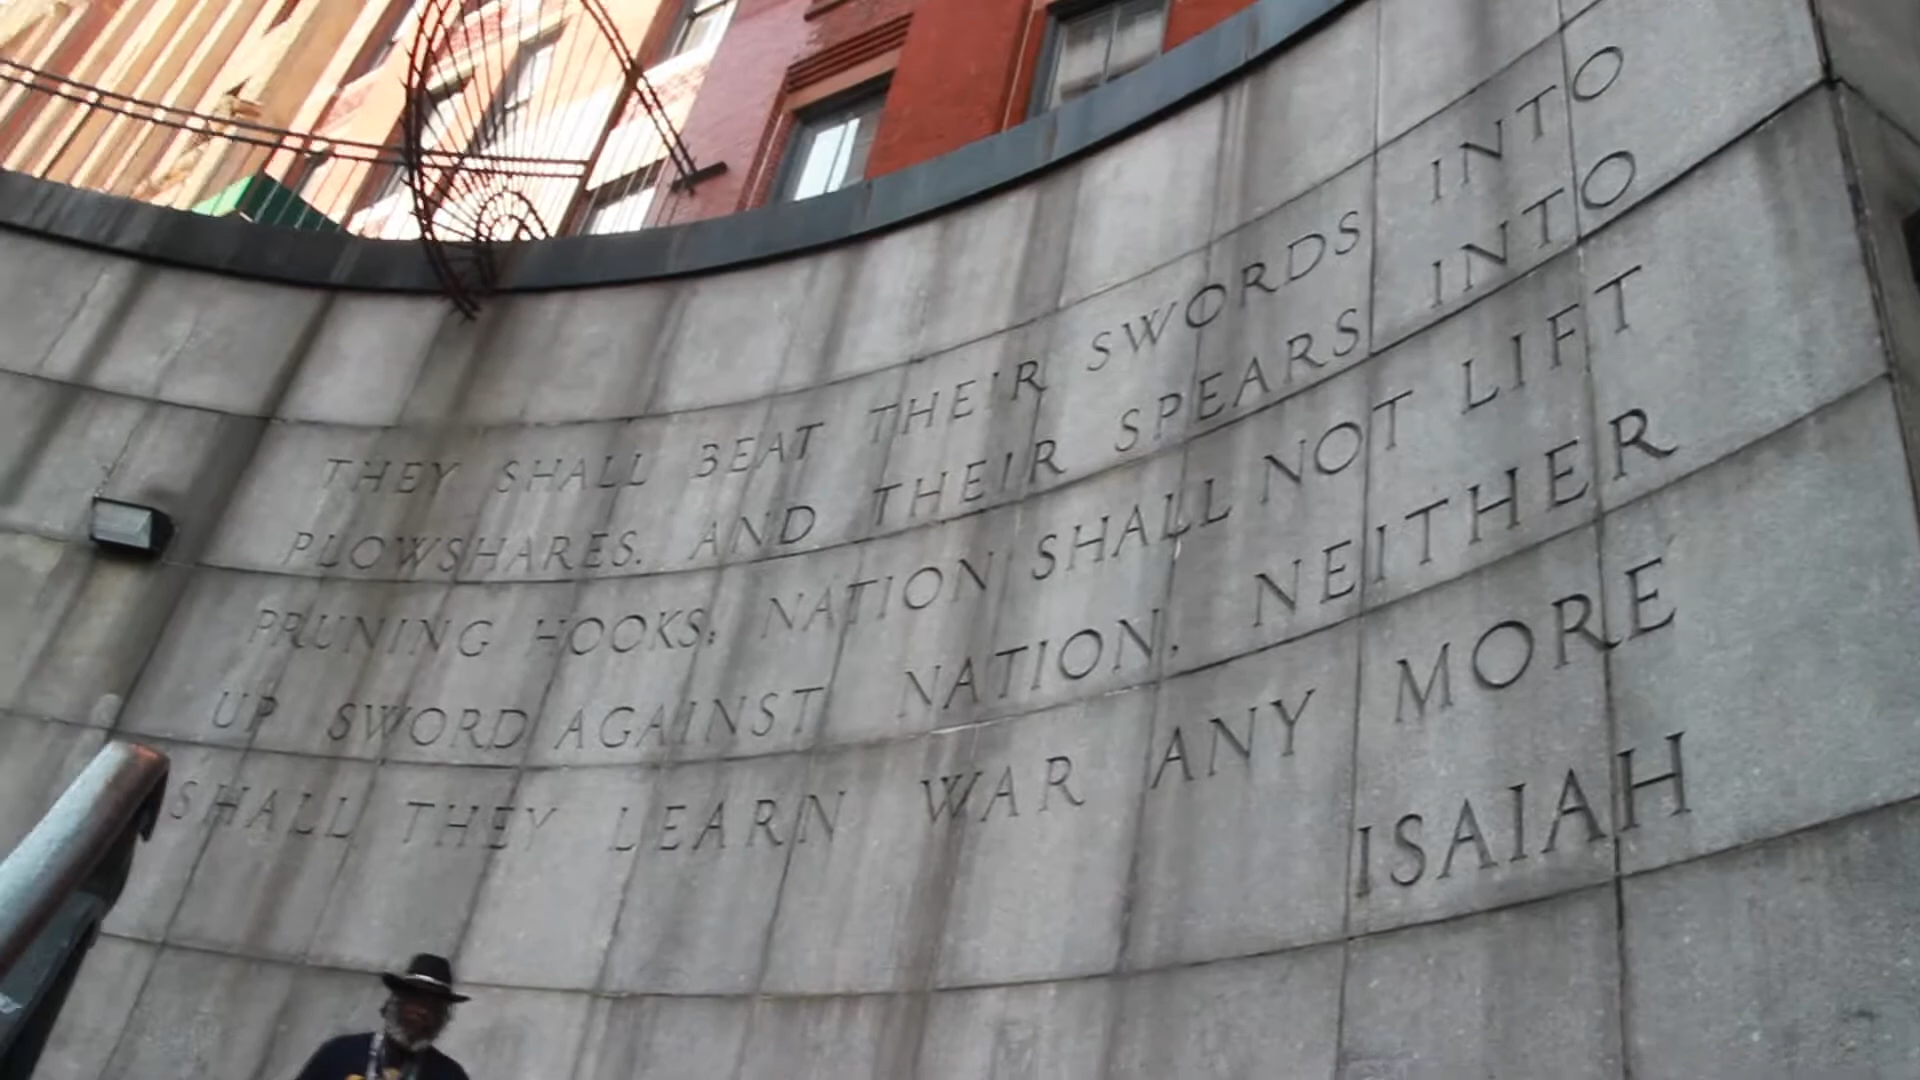 THEY SHALL BEAT THEIR SWORDS INTO
PLOWSHARES. AND THEIR SPEARS INTO
PRUNING HOOKS: NATION SHALL NOT LIFT
UP SWORD AGAINST NATION. NEITHER
SHALL THEY LEARN WAR ANY MORE
ISAIAH